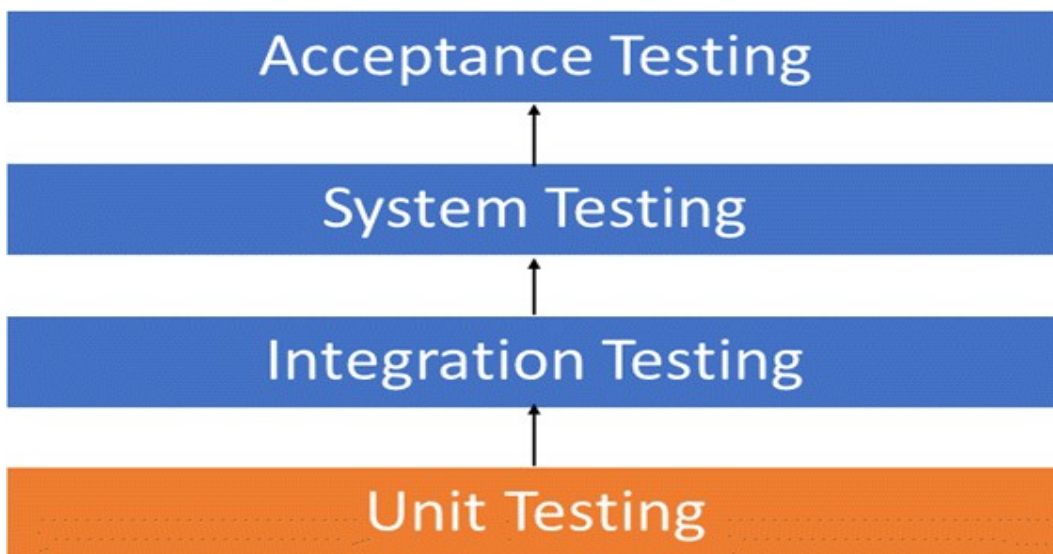 Acceptance Testing
System Testing
Integration Testing
Unit Testing